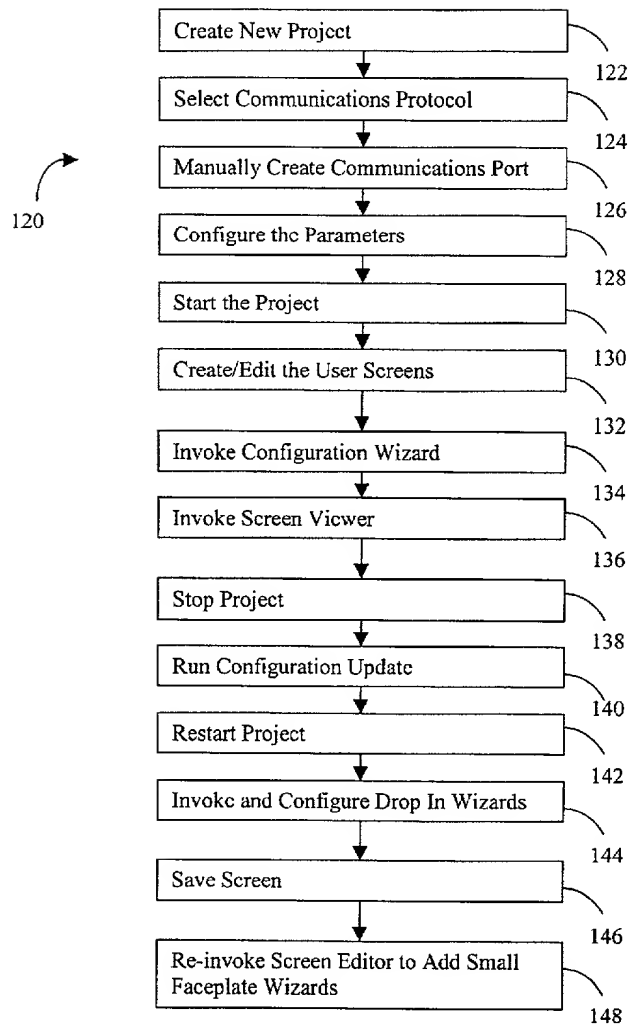 Create New Project
122
Select Communications Protocol
124
120
Manually Create Communications Port
126
Configure the Parameters
128
Start the Project
130
Create/Edit the User Screens
132
Invoke Configuration Wizard
134
Invoke Screen Viewer
136
Stop Project
138
Run Configuration Update
140
Restart Project
142
Invoke and Configure Drop In Wizards
144
Save Screen
146
Re-invoke Screen Editor to Add Small
Faceplate Wizards
148